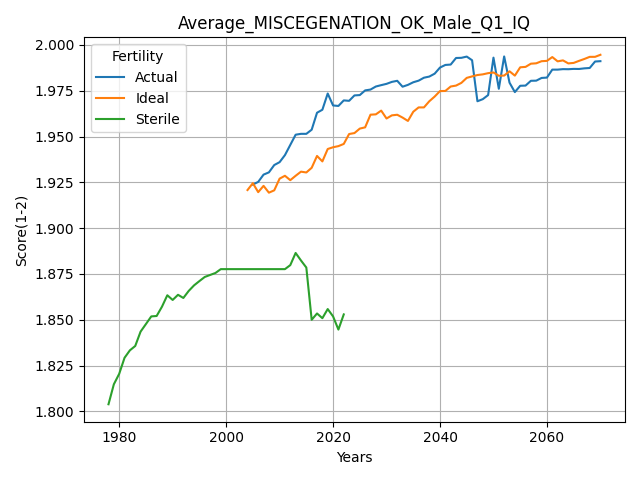 Average_MISCEGENATION_OK_Male_Q1_IQ
Fertility
Actual
Ideal
Sterile
Score(1-2)
2.000
1.975
1.950
1.925
1.900
1.875
1.850
1.825
1.800
1980
2000
2020
2040
2060
Years